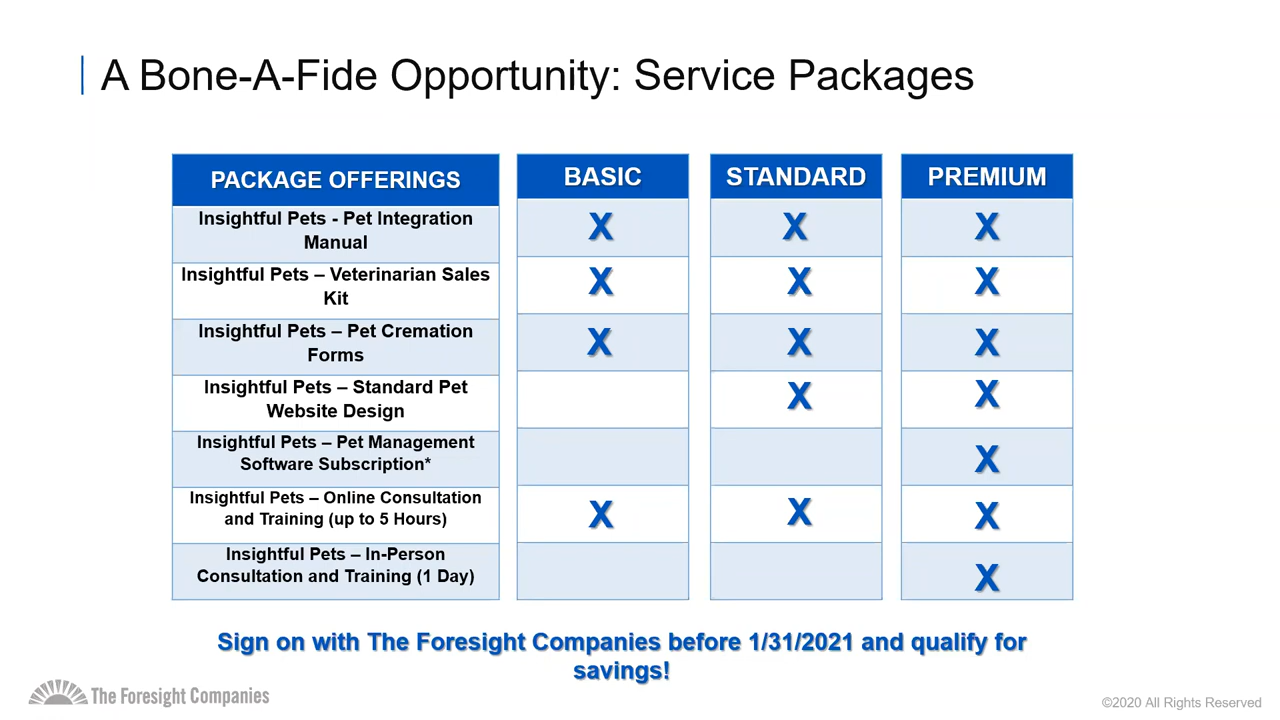 A Bone-A-Fide Opportunity: Service Packages
PACKAGE OFFERINGS BASIC STANDARD PREMIUM
Insightful Pets - Pet Integration
Manual
X X X
Insightful Pets – Veterinarian Sales
Kit
X X X
Insightful Pets – Pet Cremation
Forms
X X X
Insightful Pets – Standard Pet
Website Design
X X
Insightful Pets – Pet Management
Software Subscription*
X
Insightful Pets – Online Consultation
and Training (up to 5 Hours)
X X X
Insightful Pets – In-Person
Consultation and Training (1 Day)
X
Sign on with The Foresight Companies before 1/31/2021 and qualify for
savings!
The Foresight Companies
©2020 All Rights Reserved